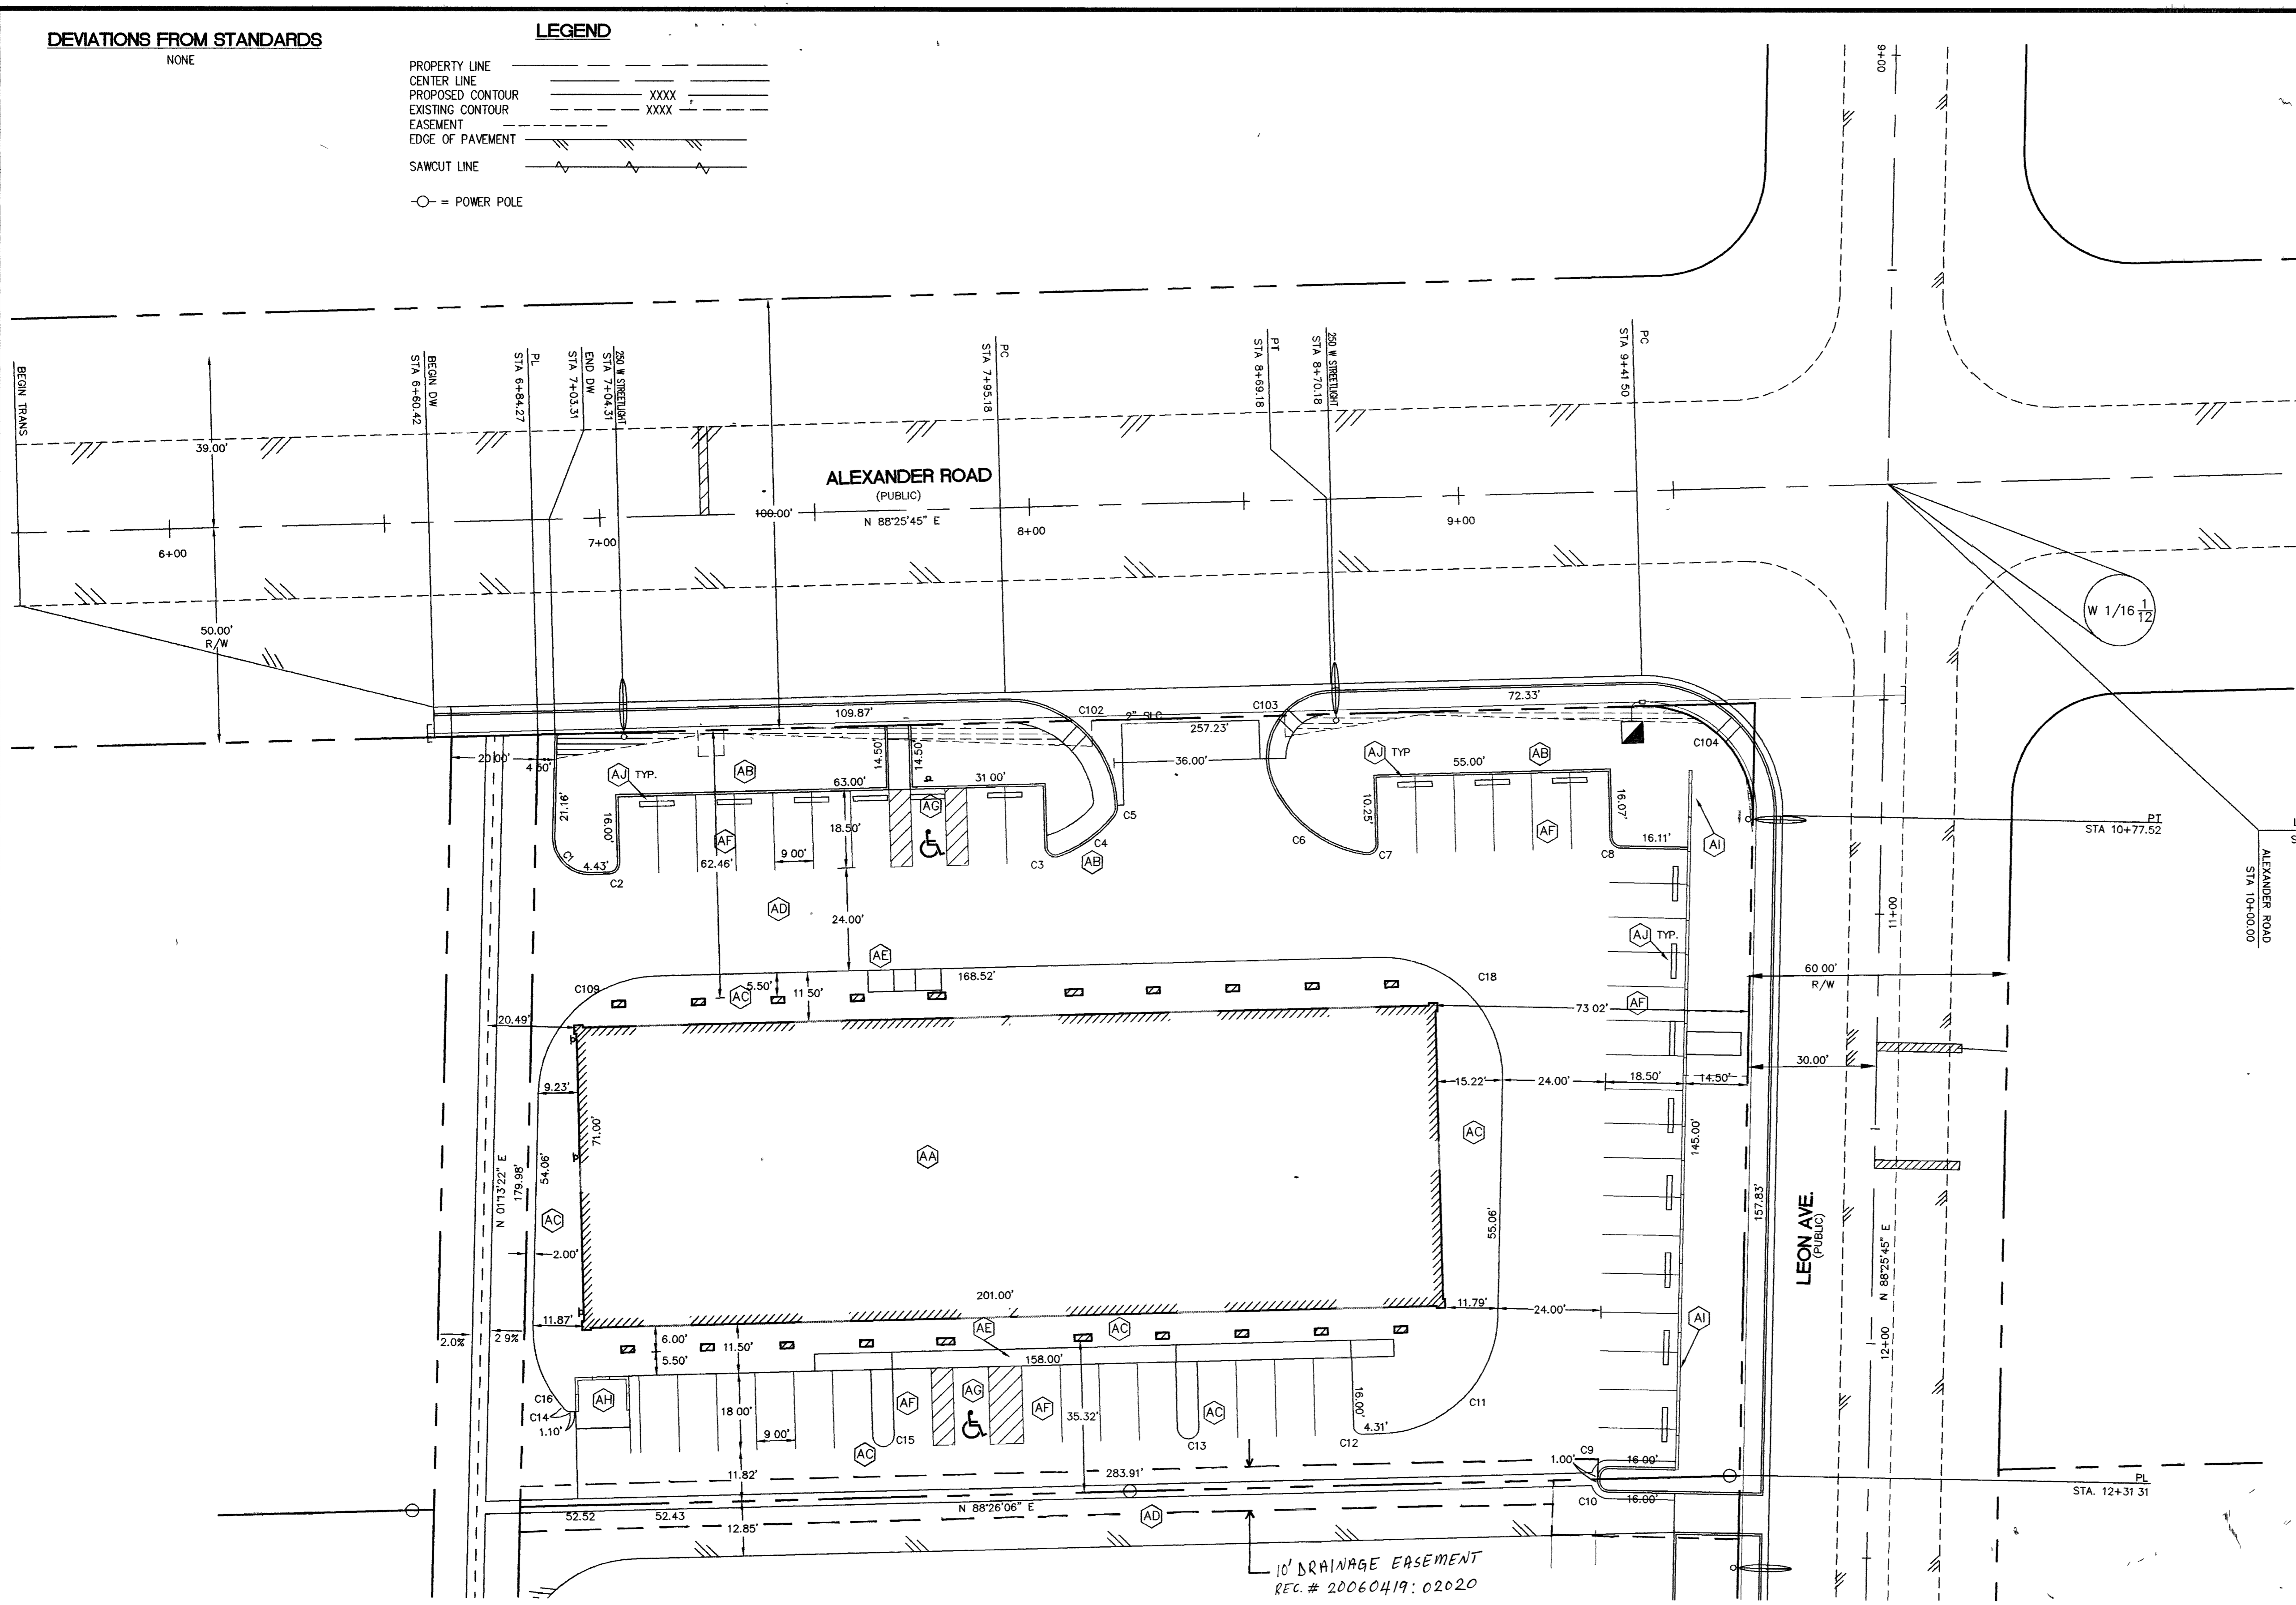 DEVIATIONS FROM STANDARDS
NONE
LEGEND
PROPERTY LINE
CENTER LINE
PROPOSED CONTOUR XXXX
EXISTING CONTOUR XXXX
EASEMENT
EDGE OF PAVEMENT
SAWCUT LINE
= POWER POLE
BEGIN TRANS
39.00'
50.00'
R/W
6+00
BEGIN DW
STA 6+60.42
PL
STA 6+84.27
END DW
STA 7+03.31
250 W STREETLIGHT
STA 7+04.31
7+00
100.00'
ALEXANDER ROAD
(PUBLIC)
N 88°25'45" E
PC
STA 7+95.18
8+00
PT
STA 8+69.18
250 W STREETLIGHT
STA 8+70.18
9+00
PC
STA 9+41 50
9+00
W 1/16 1
12
ALEXANDER ROAD
STA 10+00.00
109.87'
C102
2" SLC
257.23'
36.00'
C103
72.33'
C104
20.00'
4.50'
21.16'
16.00'
C1
4.43'
C2
AJ TYP.
AB
63.00'
14.50'
14.50'
31 00'
AG
AF
62.46'
9 00'
18.50'
24.00'
C3
C4
C5
AB
AJ TYP
55.00'
AB
10.25'
C6
C7
AF
16.07'
C8
16.11'
AI
PT
STA 10+77.52
AD
AE
168.52'
C109
5.50'
11 50'
AC
C18
AJ TYP.
AF
11+00
60 00'
R/W
20.49'
73 02'
9.23'
15.22'
24.00'
18.50'
14.50'
30.00'
71.00'
AA
AC
145.00'
54.06'
N 01°13'22" E
179.98'
AC
2.00'
55.06'
157.83'
LEON AVE.
(PUBLIC)
N 88°25'45" E
12+00
201.00'
11.87'
11.79'
24.00'
AI
2.0%
2 9%
6.00'
5.50'
11.50'
AE
AC
158.00'
C16
C14
1.10'
AH
18 00'
9 00'
AF
AG
AF
35.32'
AC
16.00'
4.31'
C11
C15
AC
C13
C12
C9
1.00'
16 00'
11.82'
283.91'
PL
STA. 12+31 31
C10
16.00'
52.52
52.43
N 88°26'06" E
AD
12.85'
10' DRAINAGE EASEMENT
REC. # 20060419:02020